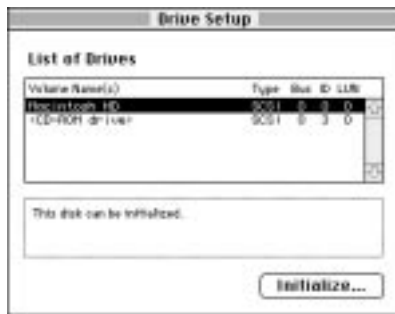 Drive Setup
List of Drives
Volume Name(s) Type Bus ID LUN
Macintosh HD SCSI 0 0 0
<CD-ROM drive> SCSI 0 3 0
This disk can be initialized.
Initialize...